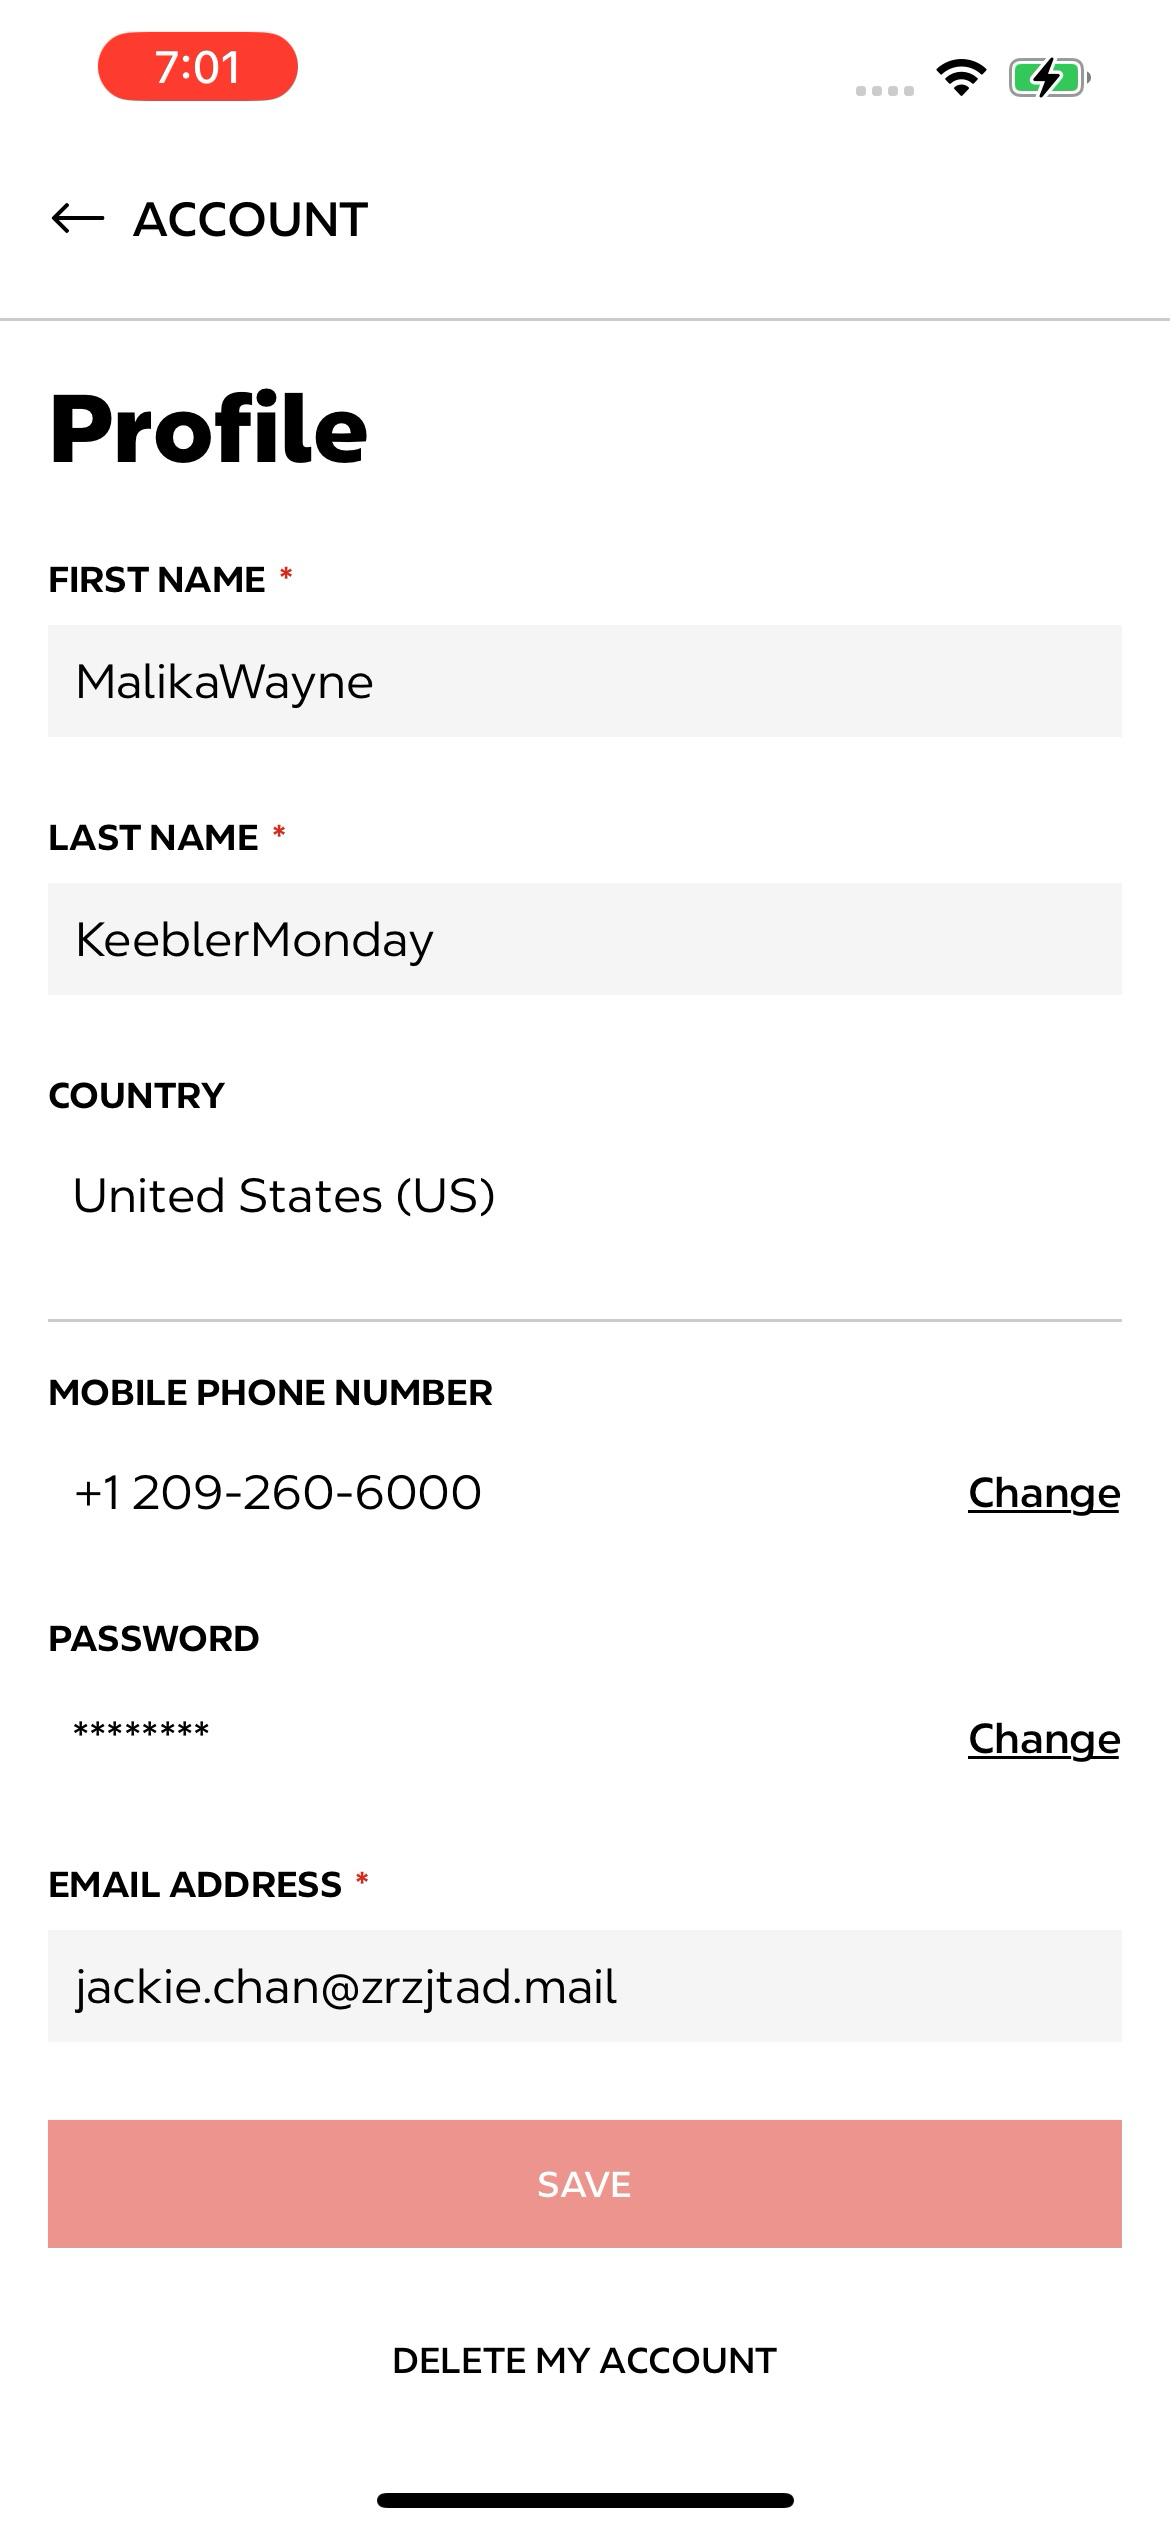 7:01
ACCOUNT
Profile
FIRST NAME *
MalikaWayne
LAST NAME *
KeeblerMonday
COUNTRY
United States (US)
MOBILE PHONE NUMBER
+1 209-260-6000 Change
PASSWORD
******** Change
EMAIL ADDRESS *
jackie.chan@zrzjtad.mail
SAVE
DELETE MY ACCOUNT